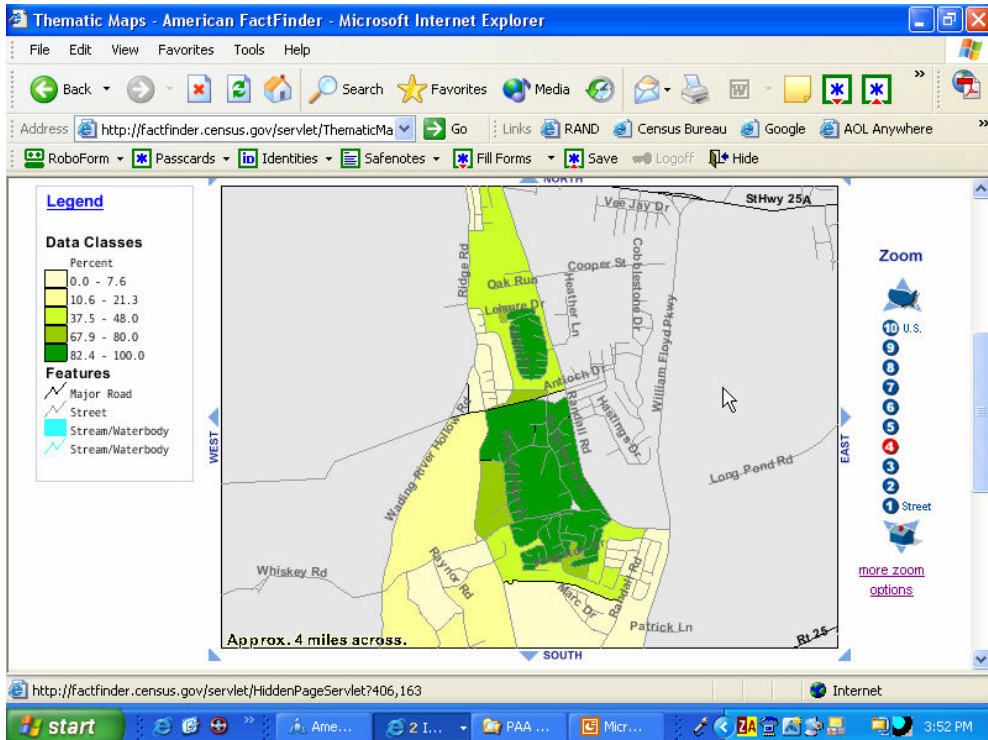 Thematic Maps - American FactFinder - Microsoft Internet Explorer
File Edit View Favorites Tools Help
Back Search Favorites Media
Address http://factfinder.census.gov/servlet/ThematicMa Go Links RAND Census Bureau Google AOL Anywhere
RoboForm Passcards Identities Safenotes Fill Forms Save Logoff Hide
Legend
Data Classes
Percent
0.0 - 7.6
10.6 - 21.3
37.5 - 48.0
67.9 - 80.0
82.4 - 100.0
Features
Major Road
Street
Stream/Waterbody
Stream/Waterbody
NORTH
WEST
EAST
SOUTH
Vee Jay Dr
StHwy 25A
Ridge Rd
Cooper St
Cobblestone Dr
Oak Run
Heather Ln
Leisure Dr
William Floyd Pkwy
Antioch Dr
Randall Rd
Hastings Dr
Wading River Hollow Rd
Long Pond Rd
Whiskey Rd
Raynor Rd
Marc Dr
Randall Rd
Patrick Ln
Rt 25
Approx. 4 miles across.
Zoom
10 U.S.
9
8
7
6
5
4
3
2
1 Street
more zoom
options
http://factfinder.census.gov/servlet/HiddenPageServlet?406,163
Internet
start Ame... 2 I... PAA ... Micr... ZA 3:52 PM